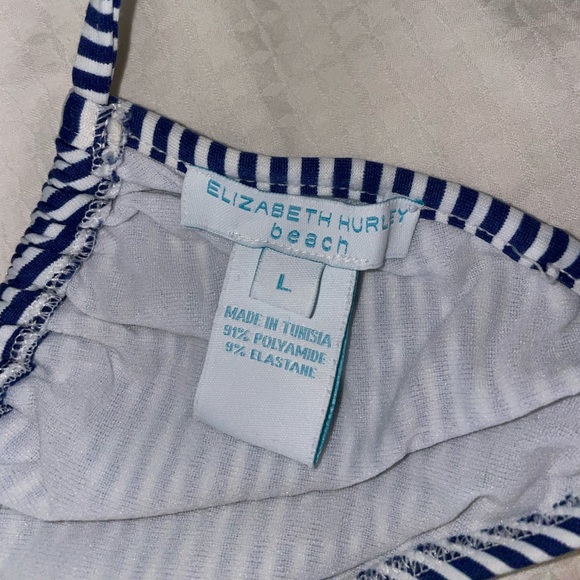 ELIZABETH HURLEY
beach
L
MADE IN TUNISIA
91% POLYAMIDE
9% ELASTANE